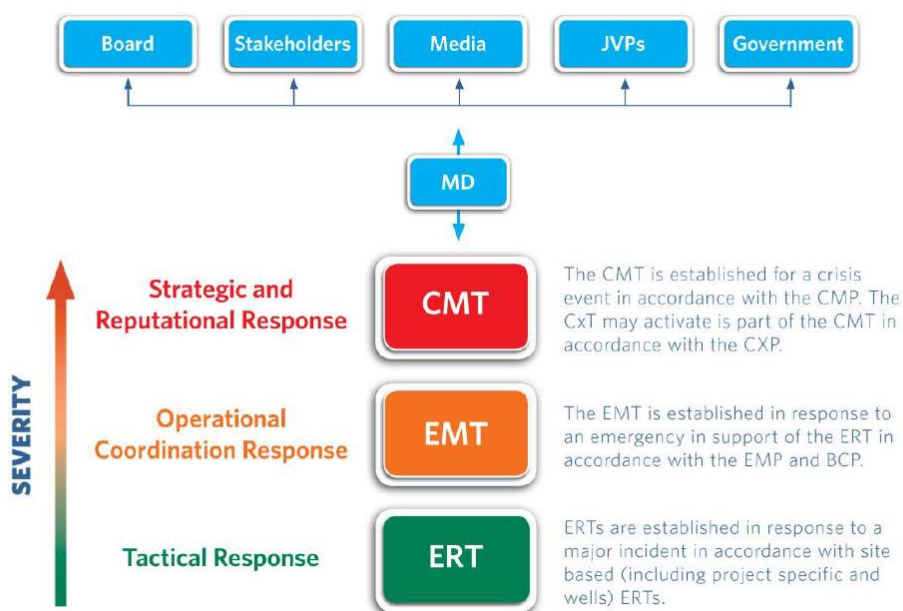 Board
Stakeholders
Media
JVPs
Government
MD
SEVERITY
Strategic and
Reputational Response
CMT
The CMT is established for a crisis
event in accordance with the CMP. The
CxT may activate is part of the CMT in
accordance with the CXP.
Operational
Coordination Response
EMT
The EMT is established in response to
an emergency in support of the ERT in
accordance with the EMP and BCP.
Tactical Response
ERT
ERTs are established in response to a
major incident in accordance with site
based (including project specific and
wells) ERTs.